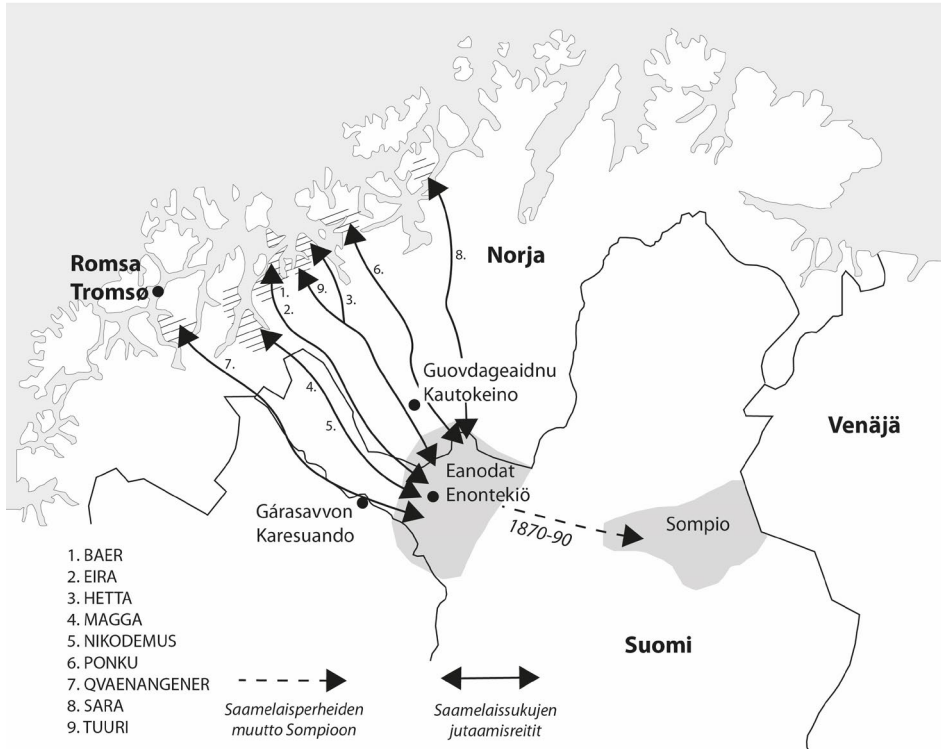 Romsa
Tromsø
Norja
8.
6.
3.
9.
1.
2.
7.
4.
5.
Guovdageaidnu
Kautokeino
Venäjä
Eanodat
Enontekiö
Gárasavvon
Karesuando
1870-90
Sompio
Suomi
1. BAER
2. EIRA
3. HETTA
4. MAGGA
5. NIKODEMUS
6. PONKU
7. QVAENANGENER
8. SARA
9. TUURI
Saamelaisperheiden
muutto Sompioon
Saamelaissukujen
jutaamisreitit